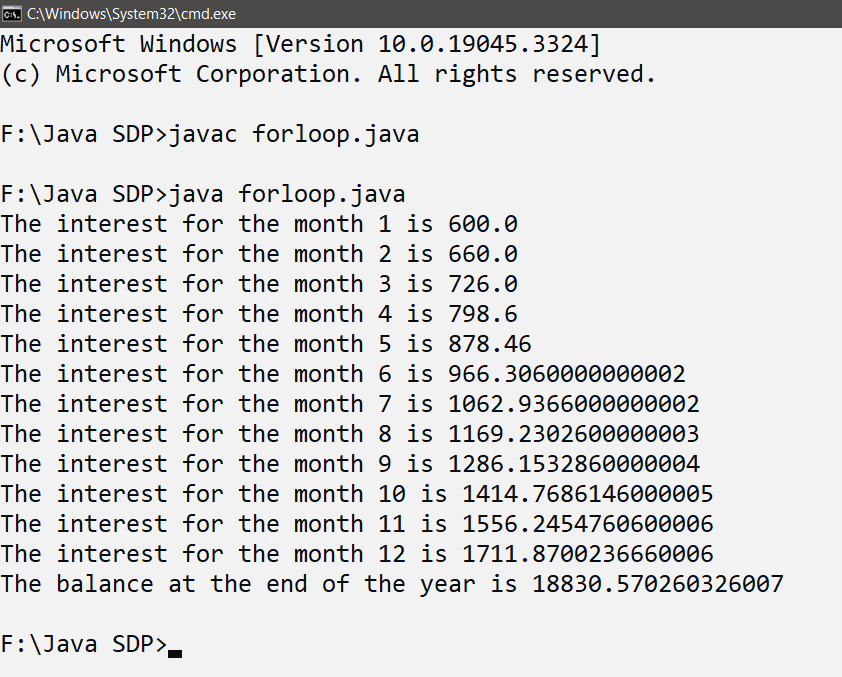 C:\Windows\System32\cmd.exe
Microsoft Windows [Version 10.0.19045.3324]
(c) Microsoft Corporation. All rights reserved.
F:\Java SDP>javac forloop.java
F:\Java SDP>java forloop.java
The interest for the month 1 is 600.0
The interest for the month 2 is 660.0
The interest for the month 3 is 726.0
The interest for the month 4 is 798.6
The interest for the month 5 is 878.46
The interest for the month 6 is 966.3060000000002
The interest for the month 7 is 1062.9366000000002
The interest for the month 8 is 1169.2302600000003
The interest for the month 9 is 1286.1532860000004
The interest for the month 10 is 1414.7686146000005
The interest for the month 11 is 1556.2454760600006
The interest for the month 12 is 1711.8700236660006
The balance at the end of the year is 18830.570260326007
F:\Java SDP>